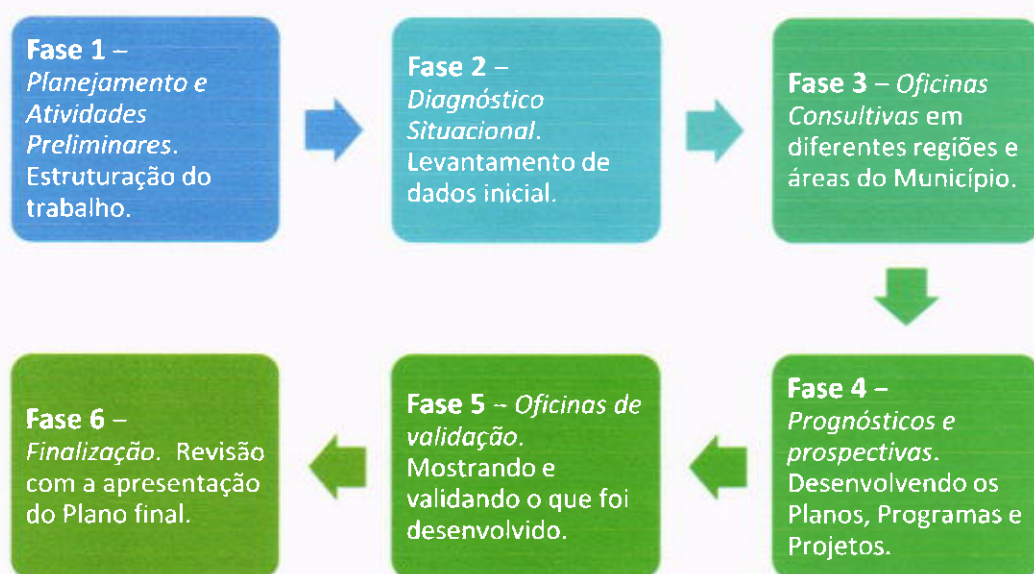 Fase 1 –
Planejamento e
Atividades
Preliminares.
Estruturação do
trabalho.
Fase 2 –
Diagnóstico
Situacional.
Levantamento de
dados inicial.
Fase 3 – Oficinas
Consultivas em
diferentes regiões e
áreas do Município.
Fase 4 –
Prognósticos e
prospectivas.
Desenvolvendo os
Planos, Programas e
Projetos.
Fase 5 – Oficinas de
validação.
Mostrando e
validando o que foi
desenvolvido.
Fase 6 –
Finalização. Revisão
com a apresentação
do Plano final.